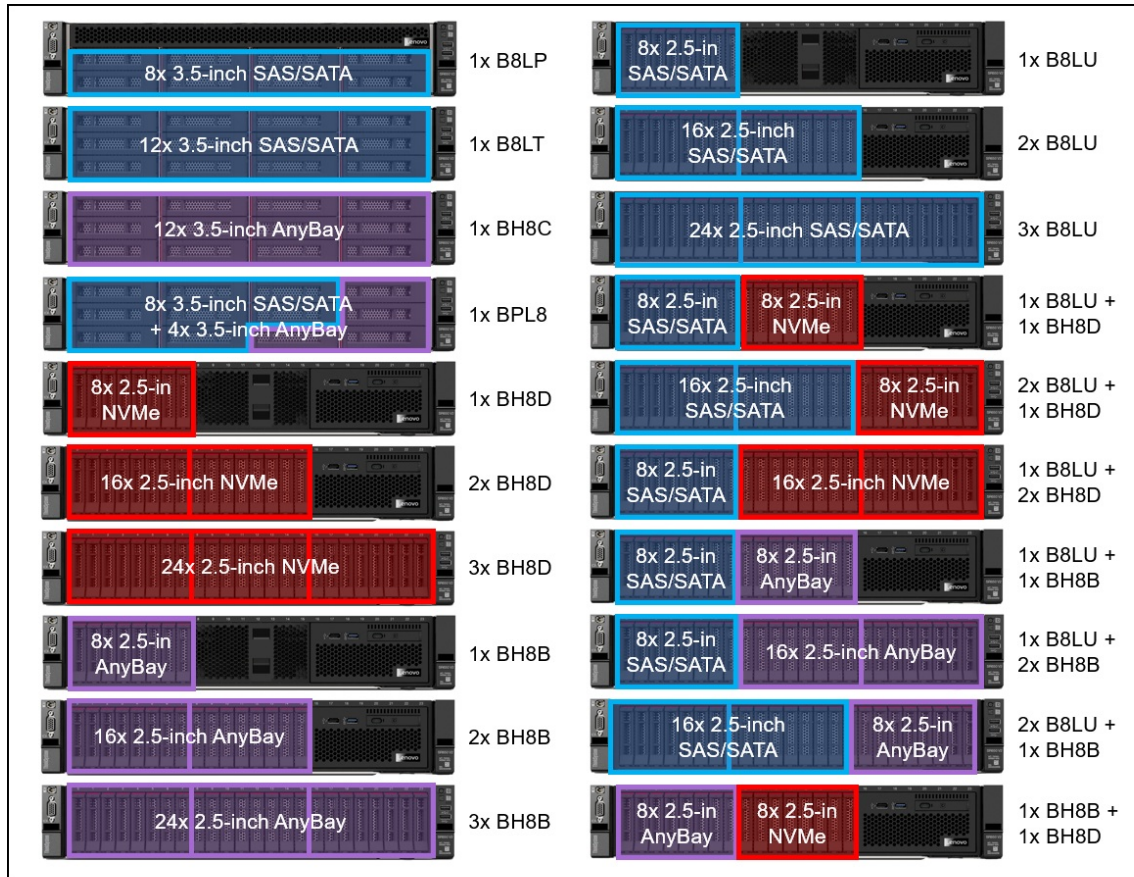 8x 3.5-inch SAS/SATA
1x B8LP
12x 3.5-inch SAS/SATA
1x B8LT
12x 3.5-inch AnyBay
1x BH8C
8x 3.5-inch SAS/SATA
+ 4x 3.5-inch AnyBay
1x BPL8
8x 2.5-in
NVMe
1x BH8D
16x 2.5-inch NVMe
2x BH8D
24x 2.5-inch NVMe
3x BH8D
8x 2.5-in
AnyBay
1x BH8B
16x 2.5-inch AnyBay
2x BH8B
24x 2.5-inch AnyBay
3x BH8B
8x 2.5-in
SAS/SATA
1x B8LU
16x 2.5-inch
SAS/SATA
2x B8LU
24x 2.5-inch SAS/SATA
3x B8LU
8x 2.5-in
SAS/SATA
8x 2.5-in
NVMe
1x B8LU +
1x BH8D
16x 2.5-inch
SAS/SATA
8x 2.5-in
NVMe
2x B8LU +
1x BH8D
8x 2.5-in
SAS/SATA
16x 2.5-inch NVMe
1x B8LU +
2x BH8D
8x 2.5-in
SAS/SATA
8x 2.5-in
AnyBay
1x B8LU +
1x BH8B
8x 2.5-in
SAS/SATA
16x 2.5-inch AnyBay
1x B8LU +
2x BH8B
16x 2.5-inch
SAS/SATA
8x 2.5-in
AnyBay
2x B8LU +
1x BH8B
8x 2.5-in
AnyBay
8x 2.5-in
NVMe
1x BH8B +
1x BH8D